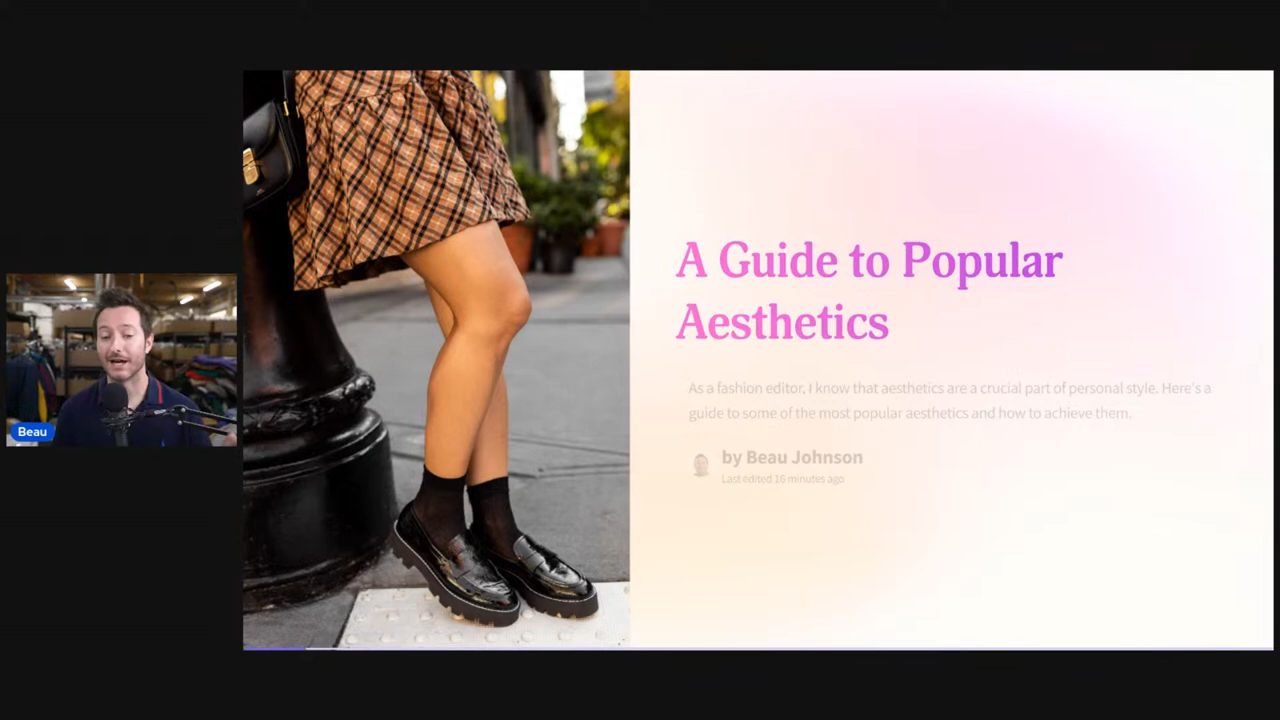 A Guide to Popular
Aesthetics
As a fashion editor, I know that aesthetics are a crucial part of personal style. Here's a
guide to some of the most popular aesthetics and how to achieve them.
by Beau Johnson
Last edited 16 minutes ago
Beau